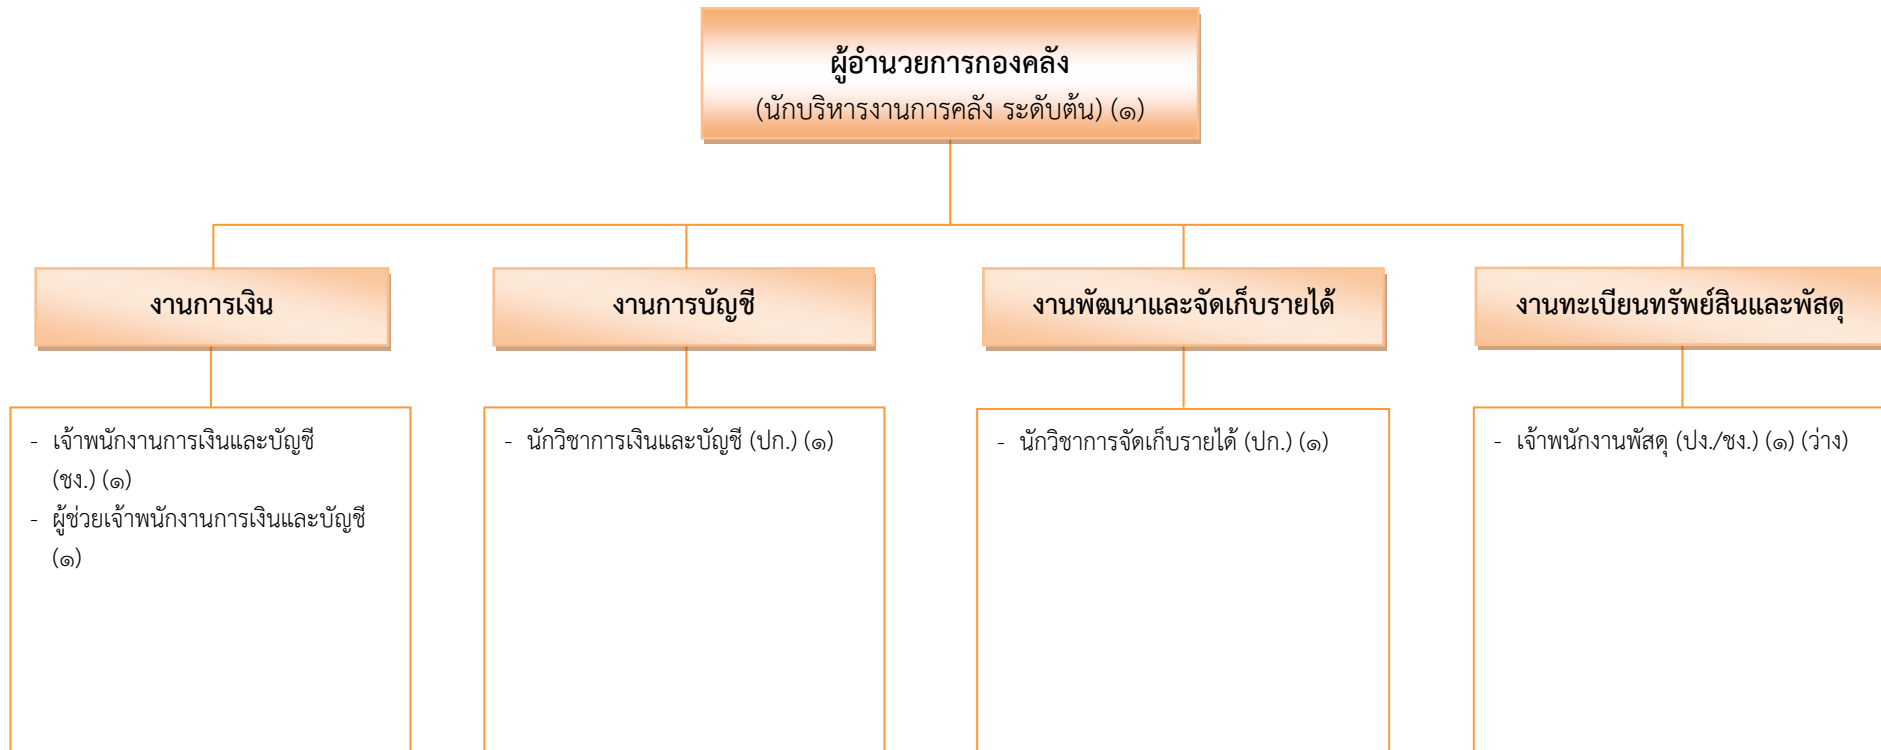 ผู้อำนวยการกองคลัง
(นักบริหารงานการคลัง ระดับต้น) (๑)
งานการเงิน
งานการบัญชี
งานพัฒนาและจัดเก็บรายได้
งานทะเบียนทรัพย์สินและพัสดุ
- เจ้าพนักงานการเงินและบัญชี
(ชง.) (๑)
- ผู้ช่วยเจ้าพนักงานการเงินและบัญชี
(๑)
- นักวิชาการเงินและบัญชี (ปก.) (๑)
- นักวิชาการจัดเก็บรายได้ (ปก.) (๑)
- เจ้าพนักงานพัสดุ (ปง./ชง.) (๑) (ว่าง)